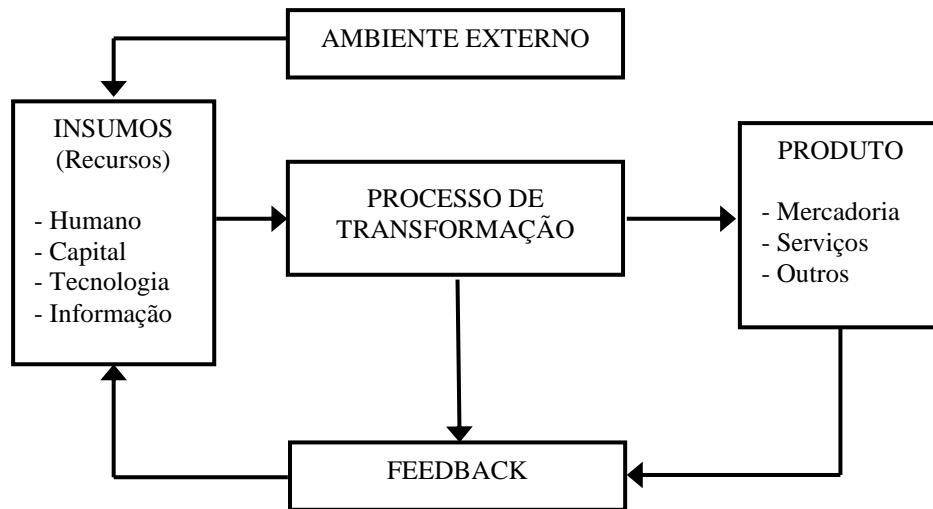 AMBIENTE EXTERNO
INSUMOS
(Recursos)
- Humano
- Capital
- Tecnologia
- Informação
PROCESSO DE
TRANSFORMAÇÃO
PRODUTO
- Mercadoria
- Serviços
- Outros
FEEDBACK